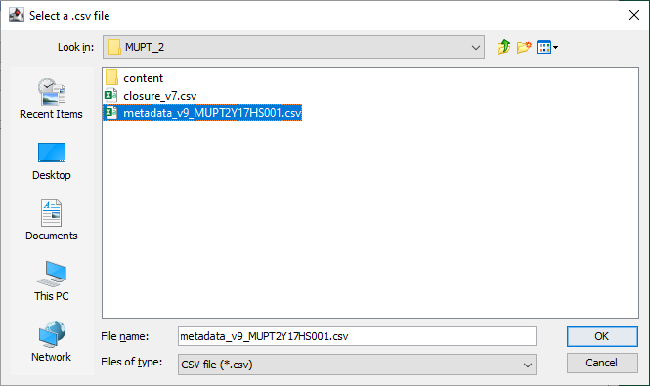 Select a .csv file
Look in:
MUPT_2
Recent Items
Desktop
Documents
This PC
Network
content
closure_v7.csv
metadata_v9_MUPT2Y17HS001.csv
File name:
metadata_v9_MUPT2Y17HS001.csv
OK
Files of type:
CSV file (*.csv)
Cancel